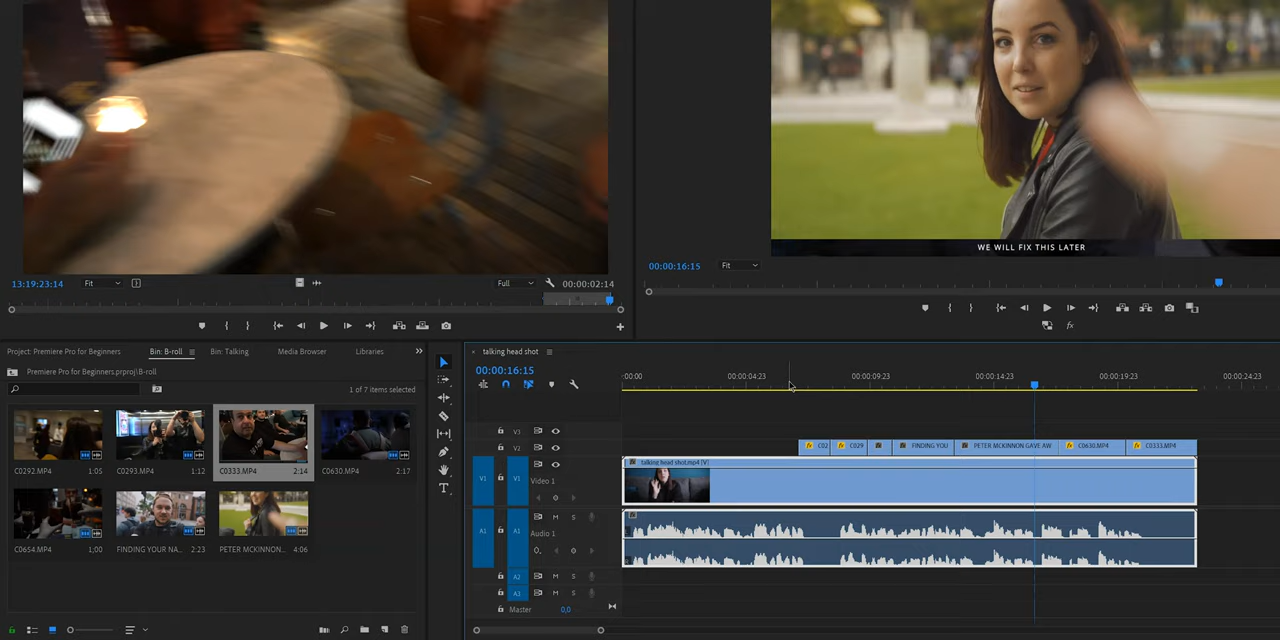 WE WILL FIX THIS LATER
13:19:23:14 Fit Full 00:00:02:14
00:00:16:15 Fit
fx
Project: Premiere Pro for Beginners Bin: B-roll Bin: Talking Media Browser Libraries
Premiere Pro for Beginners.prproj\B-roll
1 of 7 items selected
C0292.MP4 1:05 C0293.MP4 1:12 C0333.MP4 2:14 C0630.MP4 2:17
C0654.MP4 1;00 FINDING YOUR NA... 2:23 PETER MCKINNON... 4:06
talking head shot
00:00:16:15
:00:00 00:00:04:23 00:00:09:23 00:00:14:23 00:00:19:23 00:00:24:23
V3
V2 C02 C029 FINDING YOU PETER MCKINNON GAVE AW C0630.MP4 C0333.MP4
V1 V1 Video 1 talking head shot.mp4 [V]
A1 A1 M S Audio 1
A2 M S
A3 M S
Master 0,0